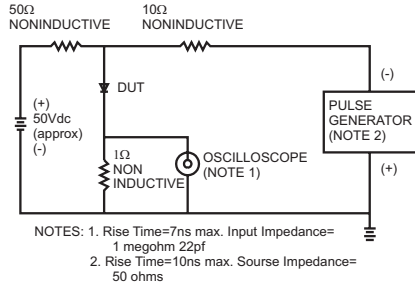 50Ω
NONINDUCTIVE
10Ω
NONINDUCTIVE
DUT
(+)
50Vdc
(approx)
(-)
(-)
PULSE
GENERATOR
(NOTE 2)
(+)
1Ω
NON
INDUCTIVE
OSCILLOSCOPE
(NOTE 1)
NOTES: 1. Rise Time=7ns max. Input Impedance=
1 megohm 22pf
2. Rise Time=10ns max. Sourse Impedance=
50 ohms